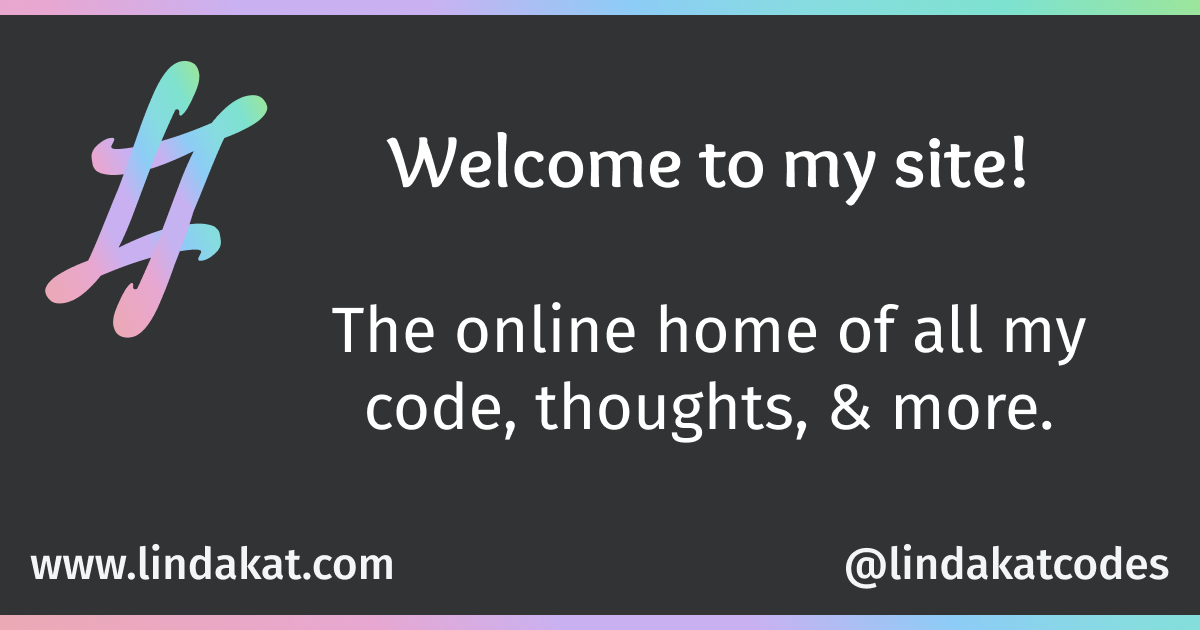 Welcome to my site!
The online home of all my
code, thoughts, & more.
www.lindakat.com
@lindakatcodes